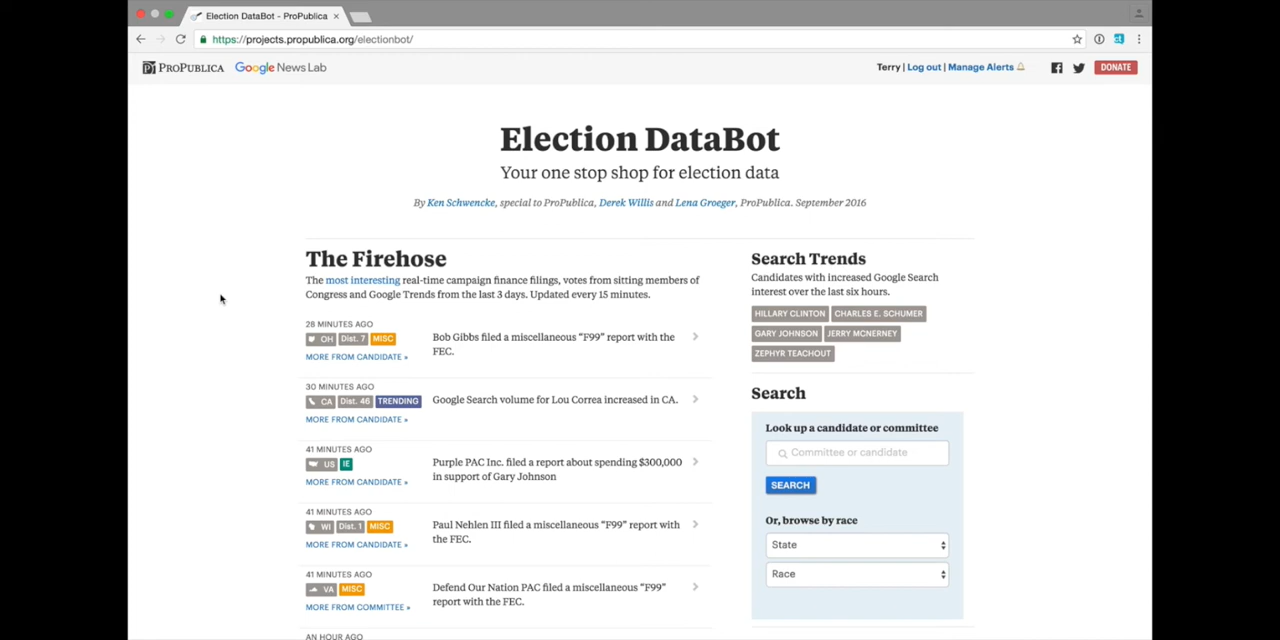 Election DataBot - ProPublica
https://projects.propublica.org/electionbot/
PROPUBLICA Google News Lab
Terry | Log out | Manage Alerts
DONATE
Election DataBot
Your one stop shop for election data
By Ken Schwencke, special to ProPublica, Derek Willis and Lena Groeger, ProPublica. September 2016
The Firehose
The most interesting real-time campaign finance filings, votes from sitting members of
Congress and Google Trends from the last 3 days. Updated every 15 minutes.
28 MINUTES AGO
OH Dist. 7 MISC
MORE FROM CANDIDATE »
Bob Gibbs filed a miscellaneous “F99” report with the
FEC.
30 MINUTES AGO
CA Dist. 46 TRENDING
MORE FROM CANDIDATE »
Google Search volume for Lou Correa increased in CA.
41 MINUTES AGO
US IE
MORE FROM CANDIDATE »
Purple PAC Inc. filed a report about spending $300,000
in support of Gary Johnson
41 MINUTES AGO
WI Dist. 1 MISC
MORE FROM CANDIDATE »
Paul Nehlen III filed a miscellaneous “F99” report with
the FEC.
41 MINUTES AGO
VA MISC
MORE FROM COMMITTEE »
Defend Our Nation PAC filed a miscellaneous “F99”
report with the FEC.
AN HOUR AGO
Search Trends
Candidates with increased Google Search
interest over the last six hours.
HILLARY CLINTON CHARLES E. SCHUMER
GARY JOHNSON JERRY MCNERNEY
ZEPHYR TEACHOUT
Search
Look up a candidate or committee
Committee or candidate
SEARCH
Or, browse by race
State
Race